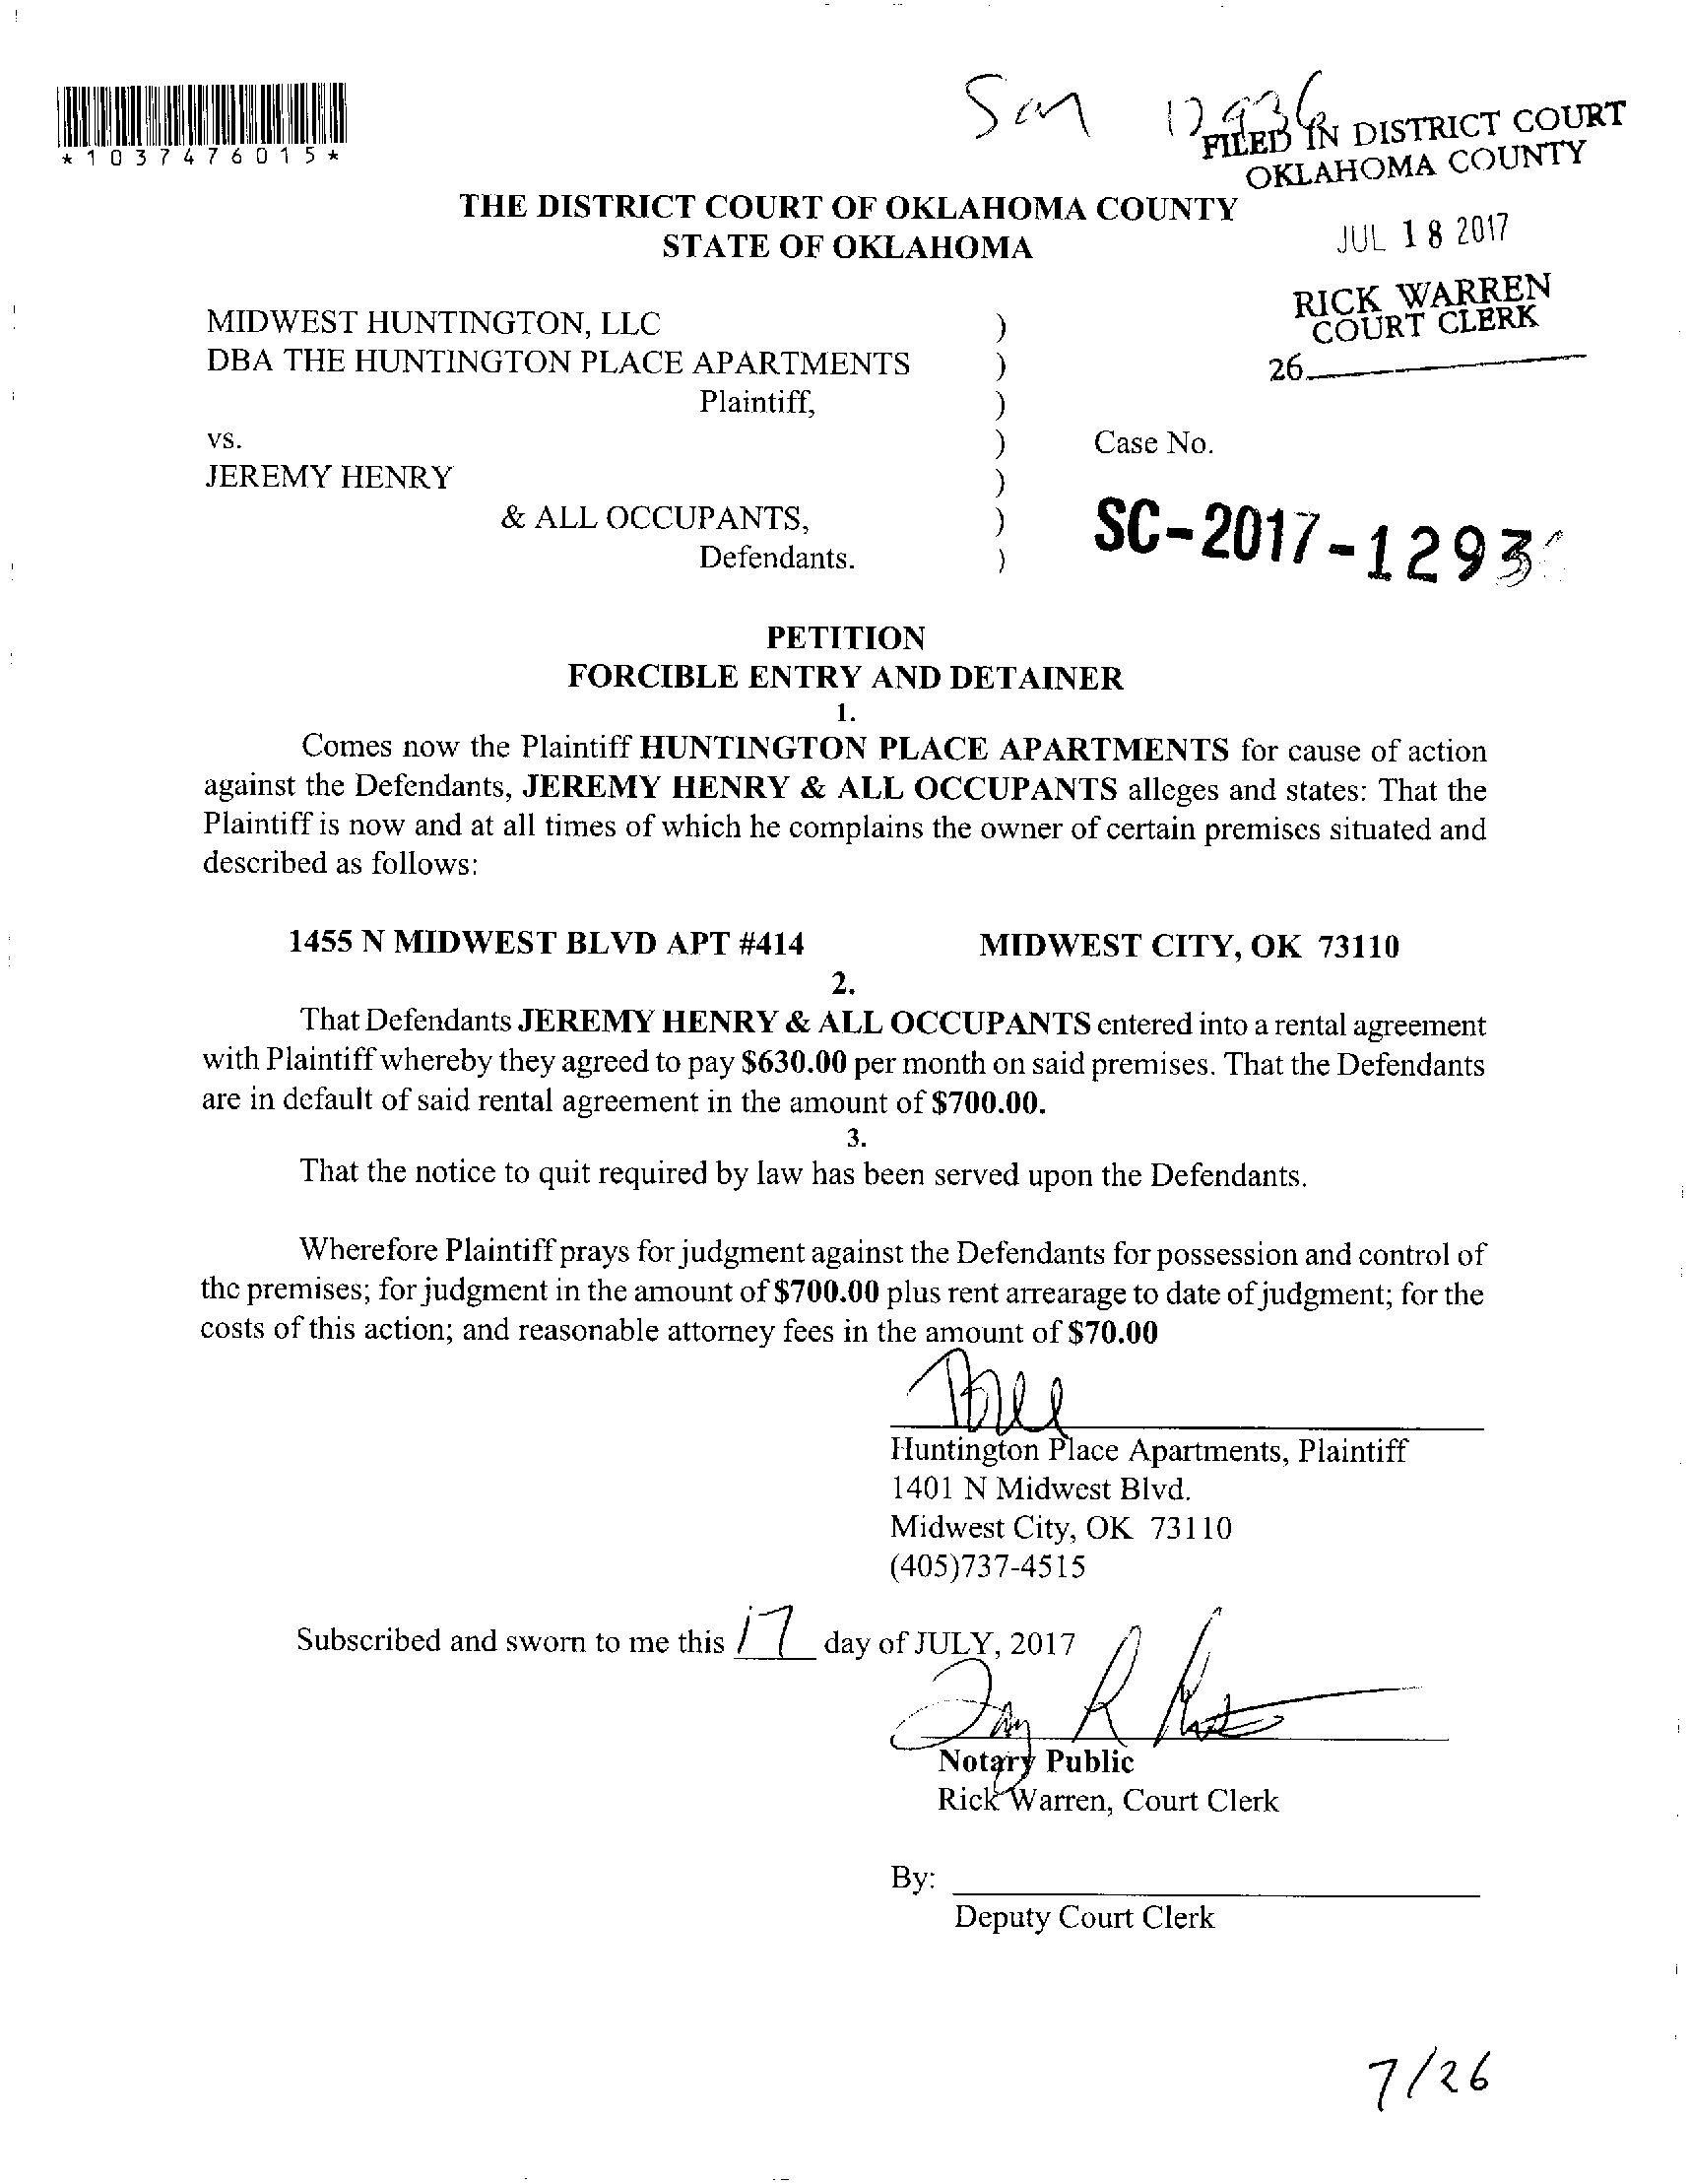 *1037476015*
12936
FILED IN DISTRICT COURT
OKLAHOMA COUNTY
JUL 18 2017
RICK WARREN
COURT CLERK
26
THE DISTRICT COURT OF OKLAHOMA COUNTY
STATE OF OKLAHOMA
MIDWEST HUNTINGTON, LLC )
DBA THE HUNTINGTON PLACE APARTMENTS )
Plaintiff, )
vs. ) Case No.
JEREMY HENRY )
& ALL OCCUPANTS, )
Defendants. )
SC-2017-1293
PETITION
FORCIBLE ENTRY AND DETAINER
1.
Comes now the Plaintiff HUNTINGTON PLACE APARTMENTS for cause of action
against the Defendants, JEREMY HENRY & ALL OCCUPANTS alleges and states: That the
Plaintiff is now and at all times of which he complains the owner of certain premises situated and
described as follows:
1455 N MIDWEST BLVD APT #414 MIDWEST CITY, OK 73110
2.
That Defendants JEREMY HENRY & ALL OCCUPANTS entered into a rental agreement
with Plaintiff whereby they agreed to pay $630.00 per month on said premises. That the Defendants
are in default of said rental agreement in the amount of $700.00.
3.
That the notice to quit required by law has been served upon the Defendants.
Wherefore Plaintiff prays for judgment against the Defendants for possession and control of
the premises; for judgment in the amount of $700.00 plus rent arrearage to date of judgment; for the
costs of this action; and reasonable attorney fees in the amount of $70.00
Huntington Place Apartments, Plaintiff
1401 N Midwest Blvd.
Midwest City, OK 73110
(405)737-4515
Subscribed and sworn to me this 17 day of JULY, 2017
Notary Public
Rick Warren, Court Clerk
By:
Deputy Court Clerk
7/26